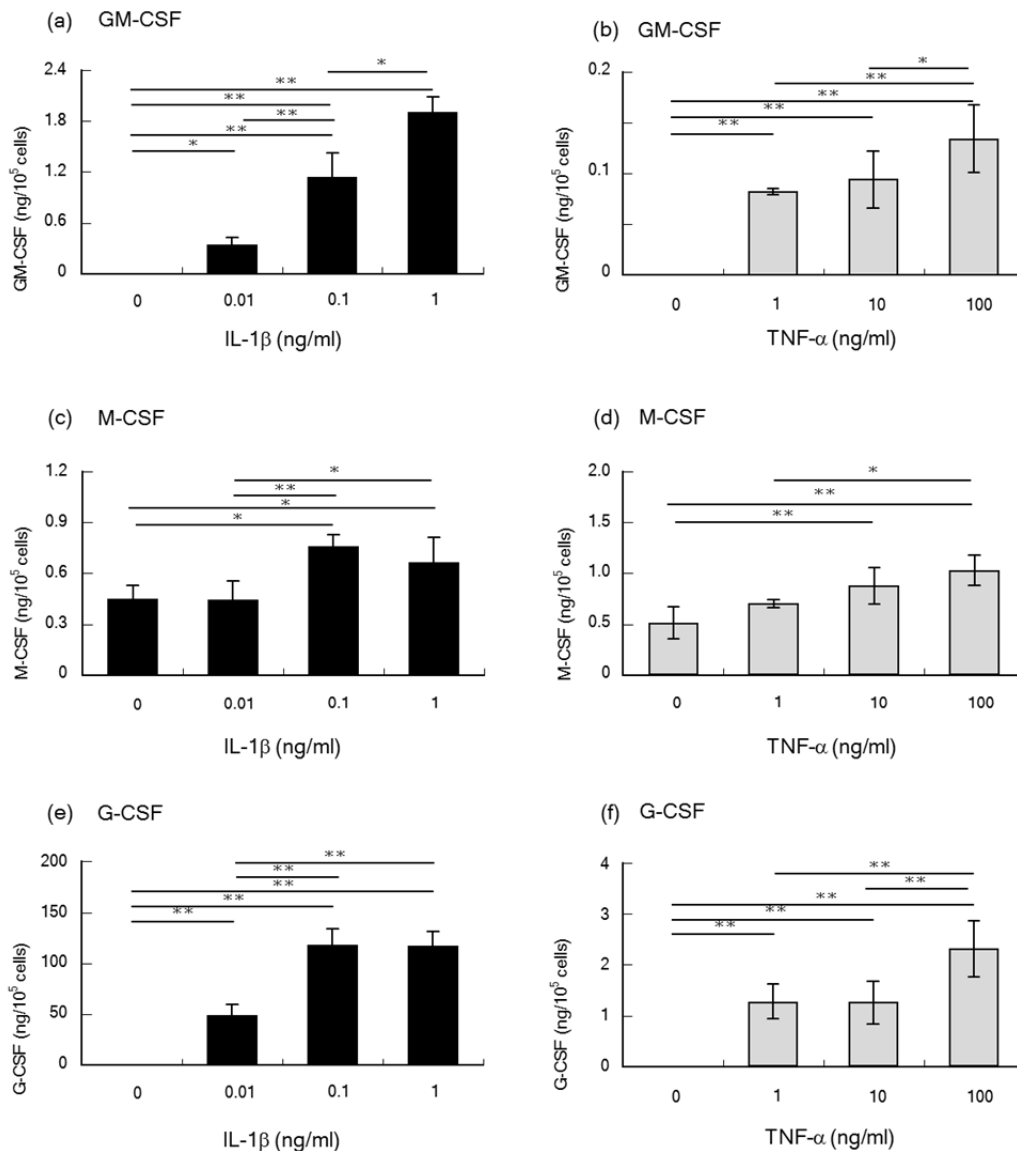 (a) GM-CSF
GM-CSF (ng/10⁵ cells)
2.4
1.8
1.2
0.6
0
*
**
**
**
**
*
0 0.01 0.1 1
IL-1β (ng/ml)
(b) GM-CSF
GM-CSF (ng/10⁵ cells)
0.2
0.1
0
*
**
**
**
**
0 1 10 100
TNF-α (ng/ml)
(c) M-CSF
M-CSF (ng/10⁵ cells)
1.2
0.9
0.6
0.3
0
*
**
*
*
0 0.01 0.1 1
IL-1β (ng/ml)
(d) M-CSF
M-CSF (ng/10⁵ cells)
2.0
1.5
1.0
0.5
0
*
**
**
0 1 10 100
TNF-α (ng/ml)
(e) G-CSF
G-CSF (ng/10⁵ cells)
200
150
100
50
0
**
**
**
**
**
0 0.01 0.1 1
IL-1β (ng/ml)
(f) G-CSF
G-CSF (ng/10⁵ cells)
4
3
2
1
0
**
**
**
**
**
0 1 10 100
TNF-α (ng/ml)